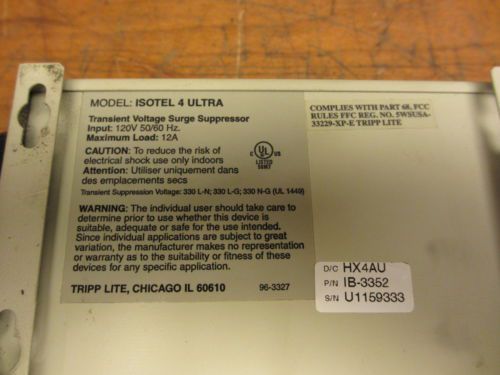 MODEL: ISOTEL 4 ULTRA
Transient Voltage Surge Suppressor
Input: 120V 50/60 Hz.
Maximum Load: 12A
CAUTION: To reduce the risk of
electrical shock use only indoors
Attention: Utiliser uniquement dans
des emplacements secs
Transient Suppression Voltage: 330 L-N; 330 L-G; 330 N-G (UL 1449)
C UL US
LISTED
WARNING: The individual user should take care to
determine prior to use whether this device is
suitable, adequate or safe for the use intended.
Since individual applications are subject to great
variation, the manufacturer makes no representation
or warranty as to the suitability or fitness of these
devices for any specific application.
TRIPP LITE, CHICAGO IL 60610
96-3327
COMPLIES WITH PART 68, FCC
RULES FFC REG. NO. 5WSUSA-
33229-XP-E TRIPP LITE
D/C HX4AU
P/N IB-3352
S/N U1159333